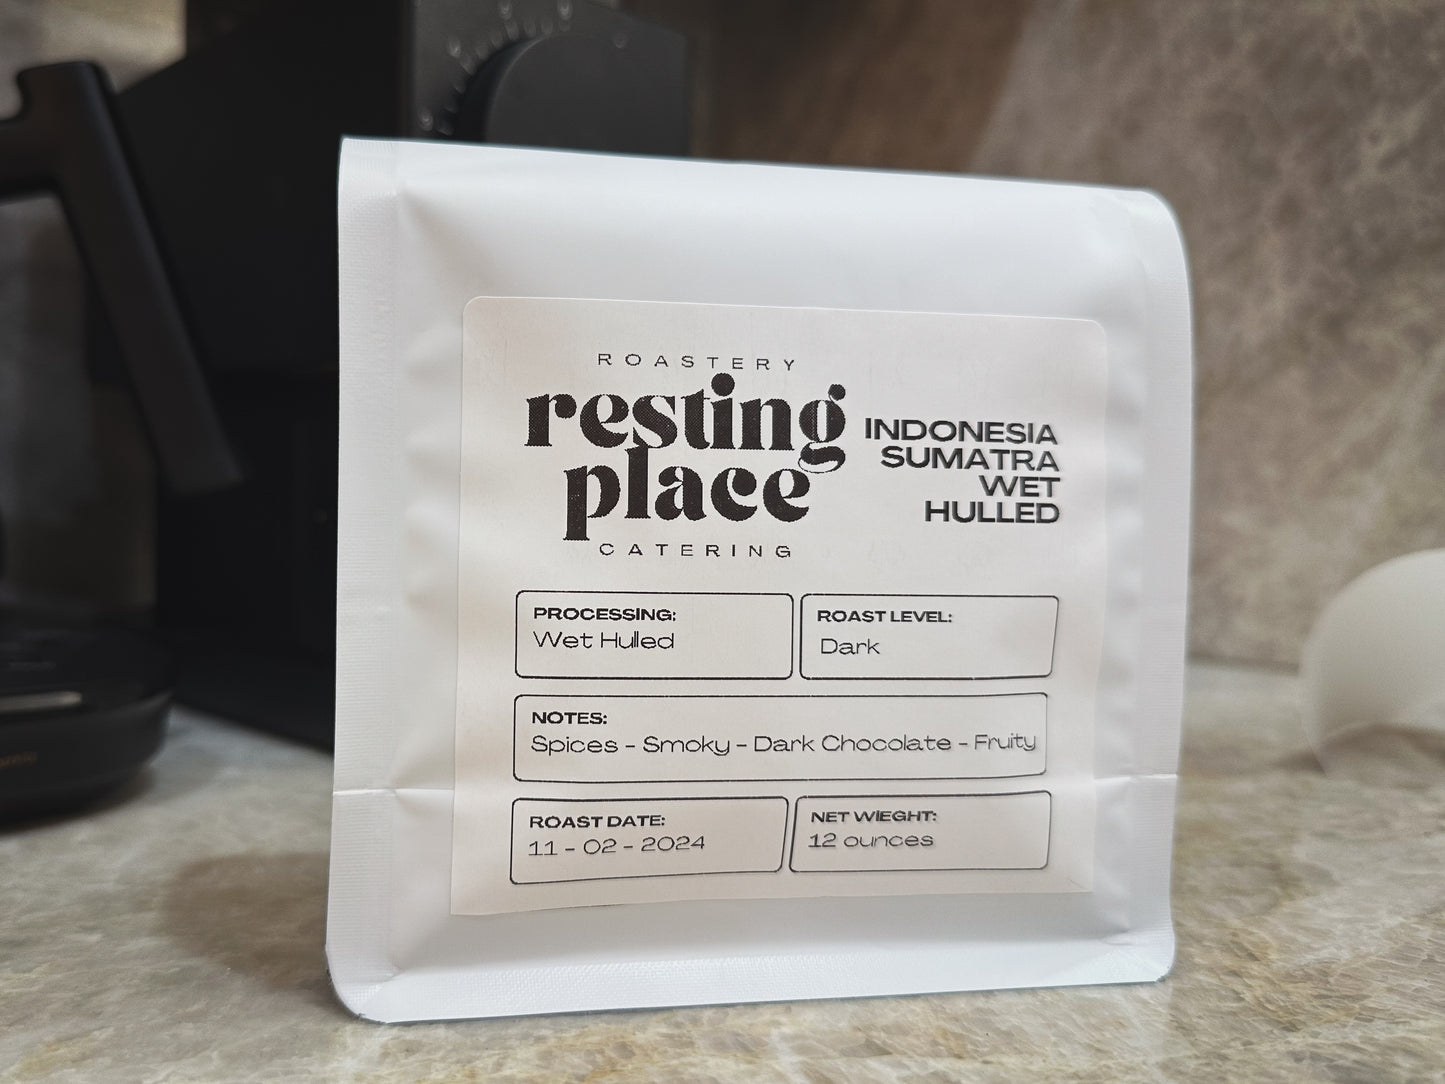 ROASTERY
resting
place
CATERING
INDONESIA
SUMATRA
WET
HULLED
PROCESSING:
Wet Hulled
ROAST LEVEL:
Dark
NOTES:
Spices - Smoky - Dark Chocolate - Fruity
ROAST DATE:
11 - 02 - 2024
NET WIEGHT:
12 ounces